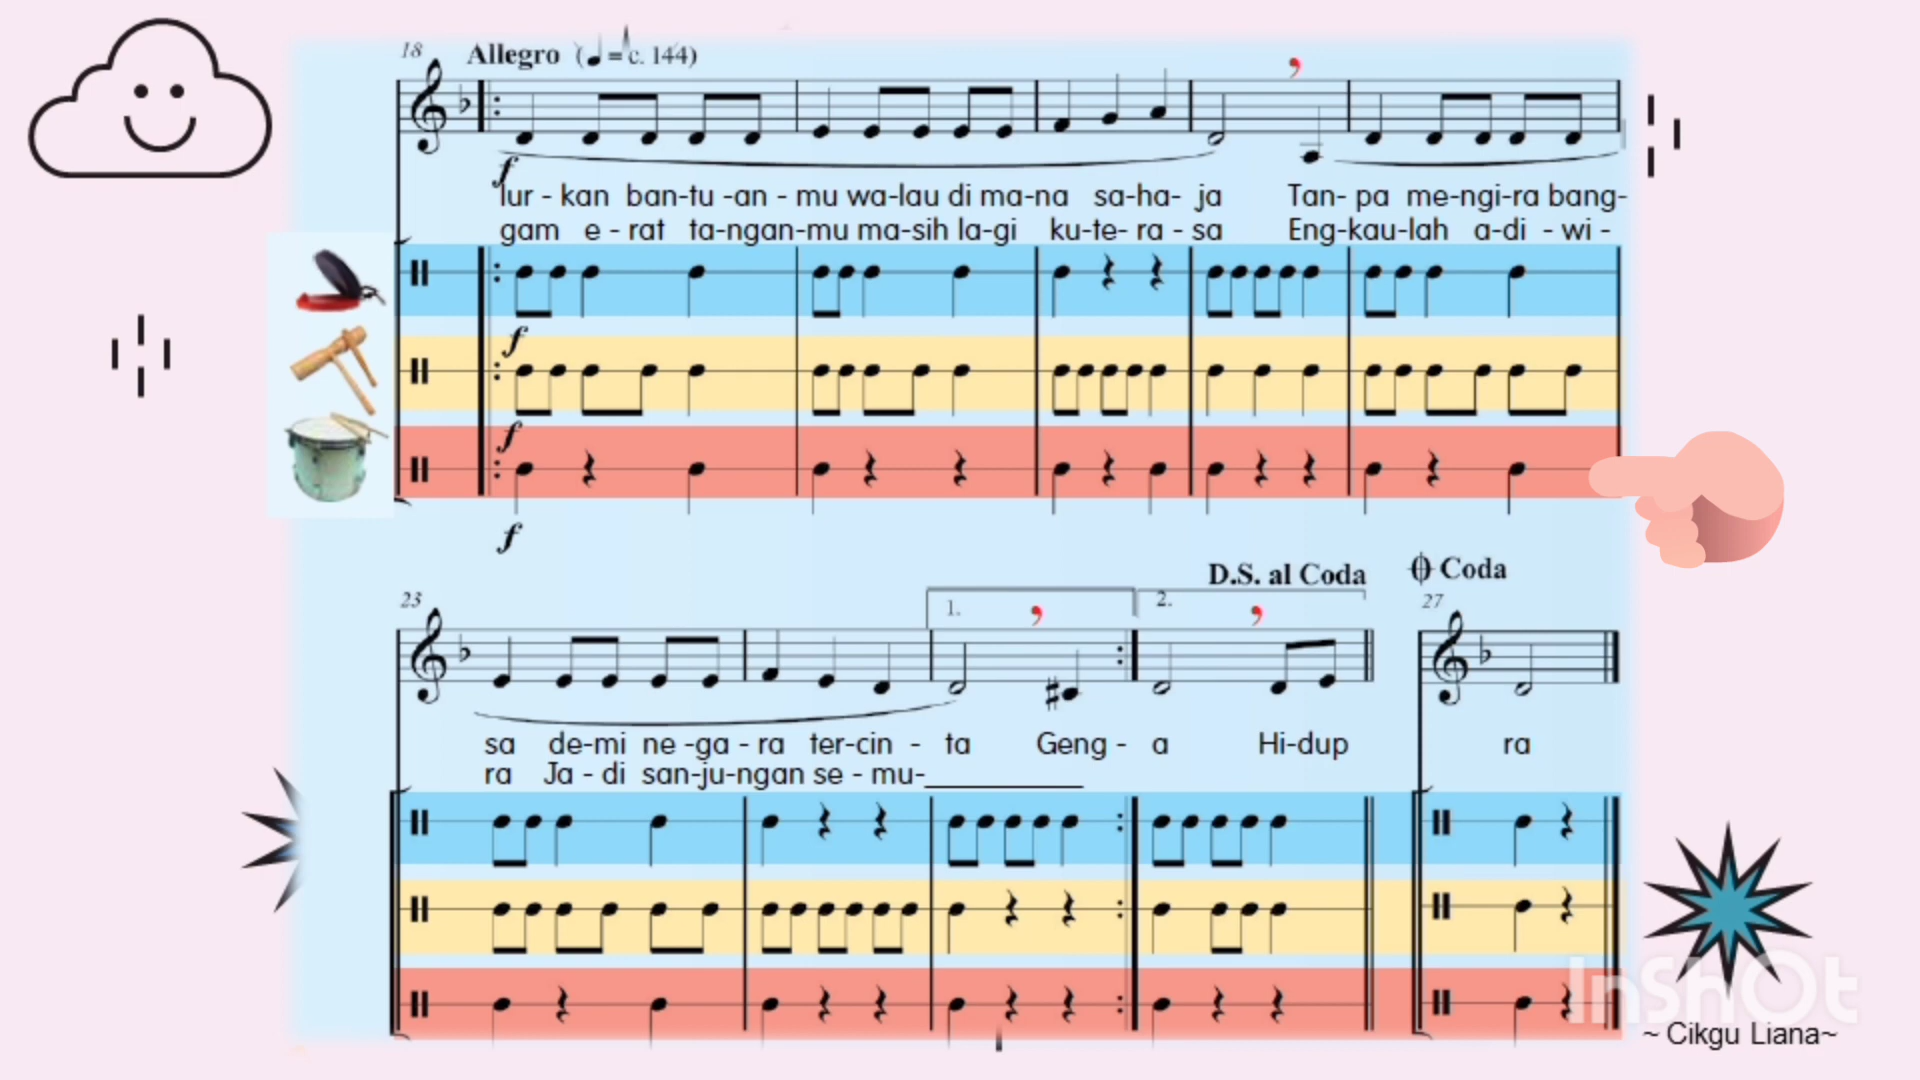 18 Allegro (♩ = c. 144)
f
lur - kan ban-tu -an - mu wa-lau di ma-na sa-ha- ja Tan- pa me-ngi-ra bang-
gam e - rat ta-ngan-mu ma-sih la-gi ku-te- ra - sa Eng-kau-lah a-di - wi -
f
f
f
D.S. al Coda Coda
23 1. 2. 27
sa de-mi ne -ga - ra ter-cin - ta Geng - a Hi-dup ra
ra Ja - di san-ju-ngan se - mu-
InShOt
~ Cikgu Liana~